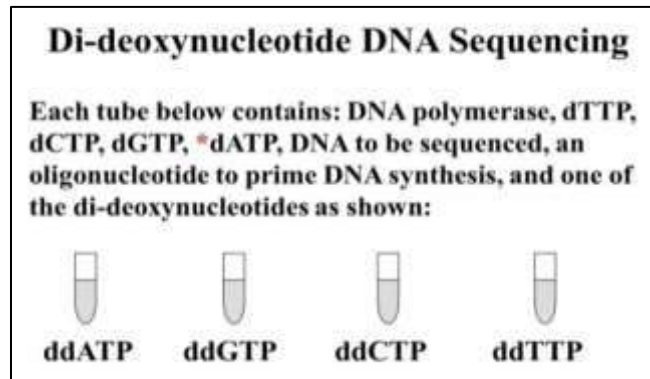 Di-deoxynucleotide DNA Sequencing
Each tube below contains: DNA polymerase, dTTP,
dCTP, dGTP, *dATP, DNA to be sequenced, an
oligonucleotide to prime DNA synthesis, and one of
the di-deoxynucleotides as shown:
ddATP ddGTP ddCTP ddTTP